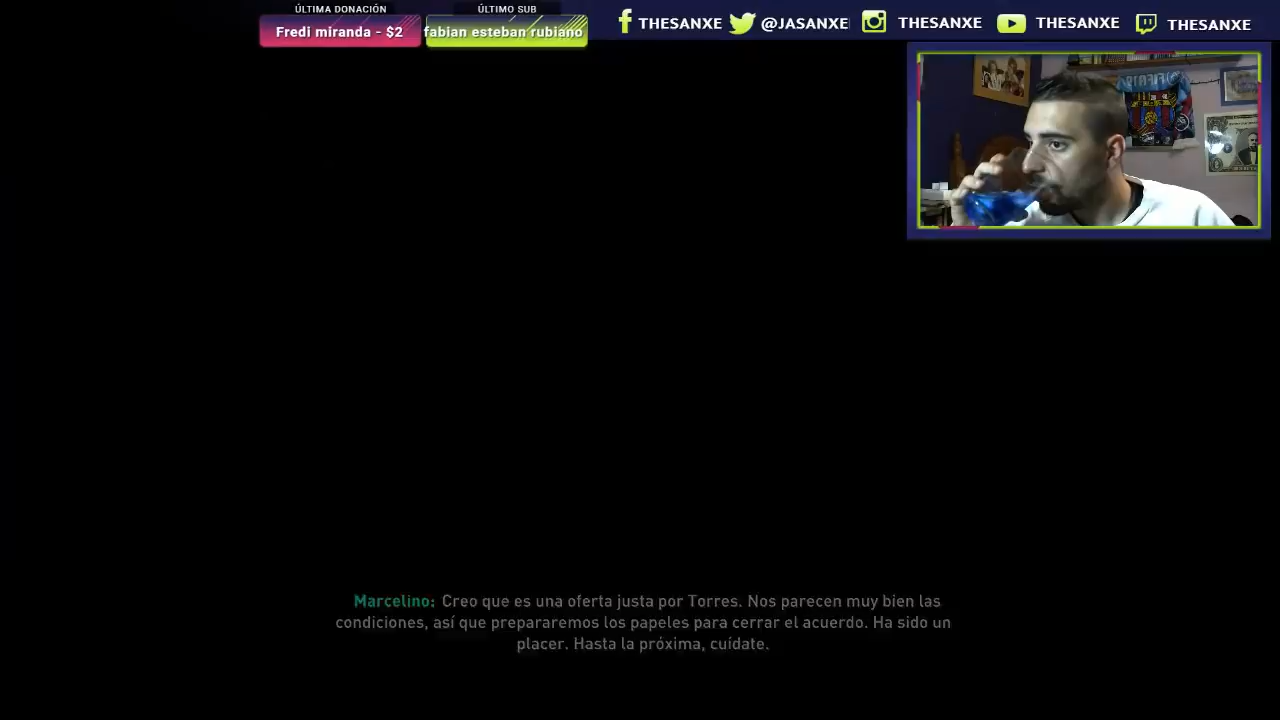 ÚLTIMA DONACIÓN
Fredi miranda - $2
ÚLTIMO SUB
fabian esteban rubiano
THESANXE
@JASANXE
THESANXE
THESANXE
THESANXE
Marcelino: Creo que es una oferta justa por Torres. Nos parecen muy bien las
condiciones, así que prepararemos los papeles para cerrar el acuerdo. Ha sido un
placer. Hasta la próxima, cuídate.